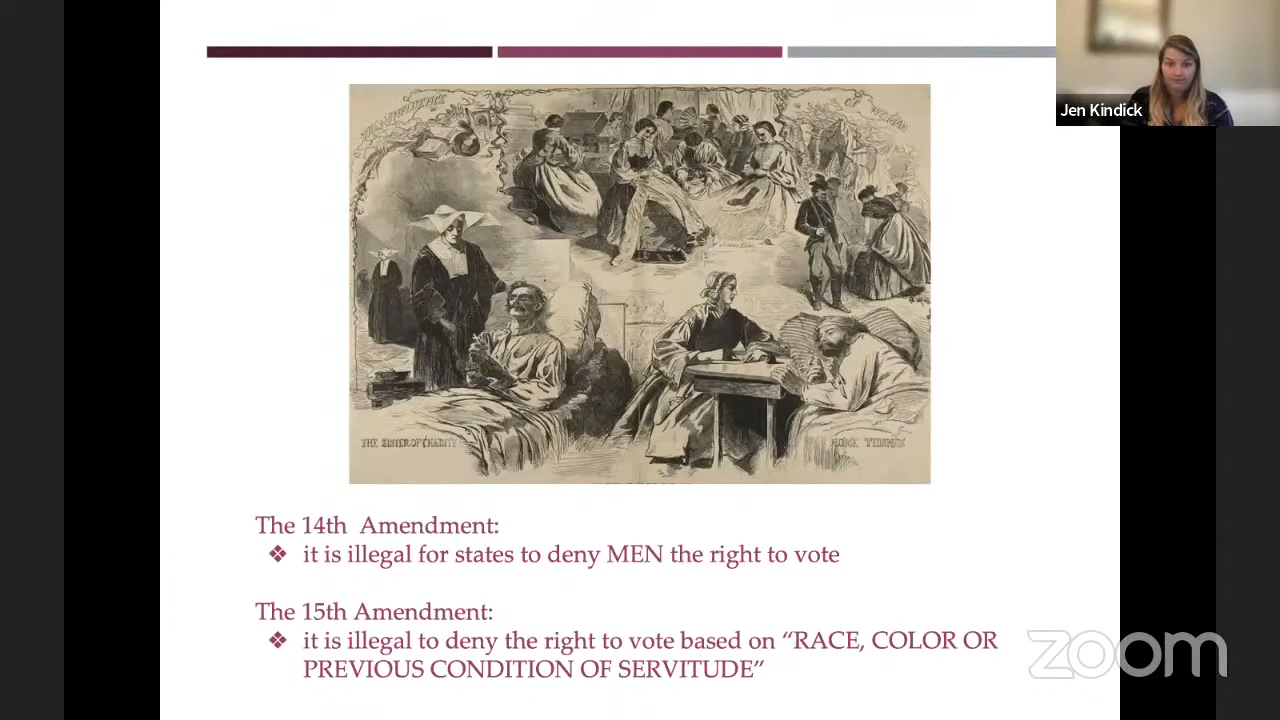 Jen Kindick
THE SISTER OF CHARITY
HOME TIDINGS
The 14th Amendment:
❖ it is illegal for states to deny MEN the right to vote
The 15th Amendment:
❖ it is illegal to deny the right to vote based on “RACE, COLOR OR
PREVIOUS CONDITION OF SERVITUDE”
zoom